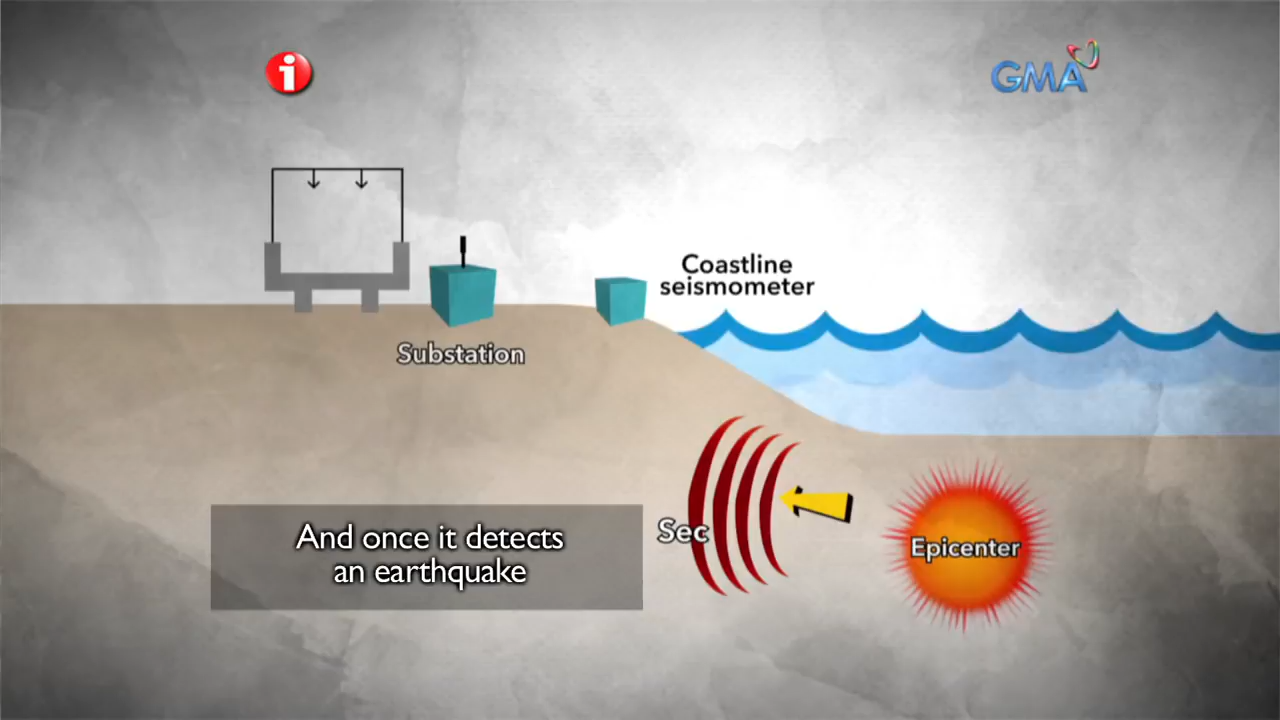 i
GMA
Coastline
seismometer
Substation
Sec
Epicenter
And once it detects
an earthquake